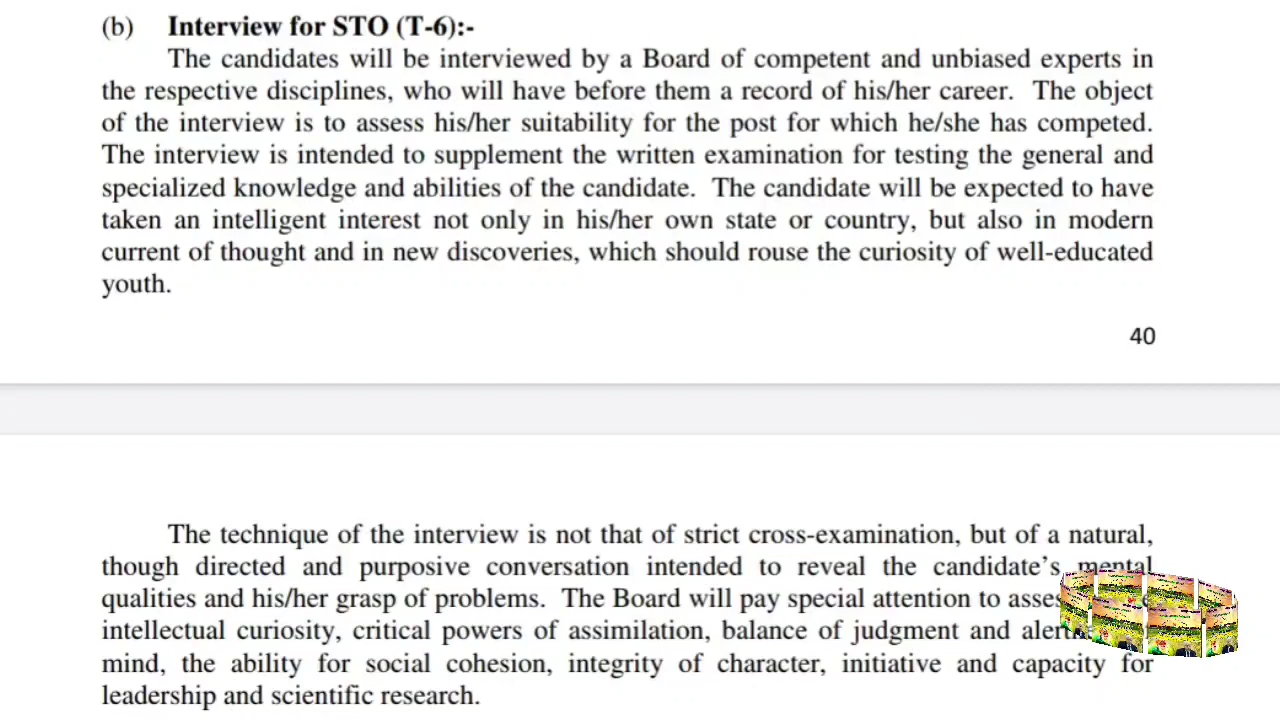 (b) Interview for STO (T-6):-
The candidates will be interviewed by a Board of competent and unbiased experts in
the respective disciplines, who will have before them a record of his/her career. The object
of the interview is to assess his/her suitability for the post for which he/she has competed.
The interview is intended to supplement the written examination for testing the general and
specialized knowledge and abilities of the candidate. The candidate will be expected to have
taken an intelligent interest not only in his/her own state or country, but also in modern
current of thought and in new discoveries, which should rouse the curiosity of well-educated
youth.
40
The technique of the interview is not that of strict cross-examination, but of a natural,
though directed and purposive conversation intended to reveal the candidate's mental
qualities and his/her grasp of problems. The Board will pay special attention to
intellectual curiosity, critical powers of assimilation, balance of judgment and
mind, the ability for social cohesion, integrity of character, initiative and capacity for
leadership and scientific research.